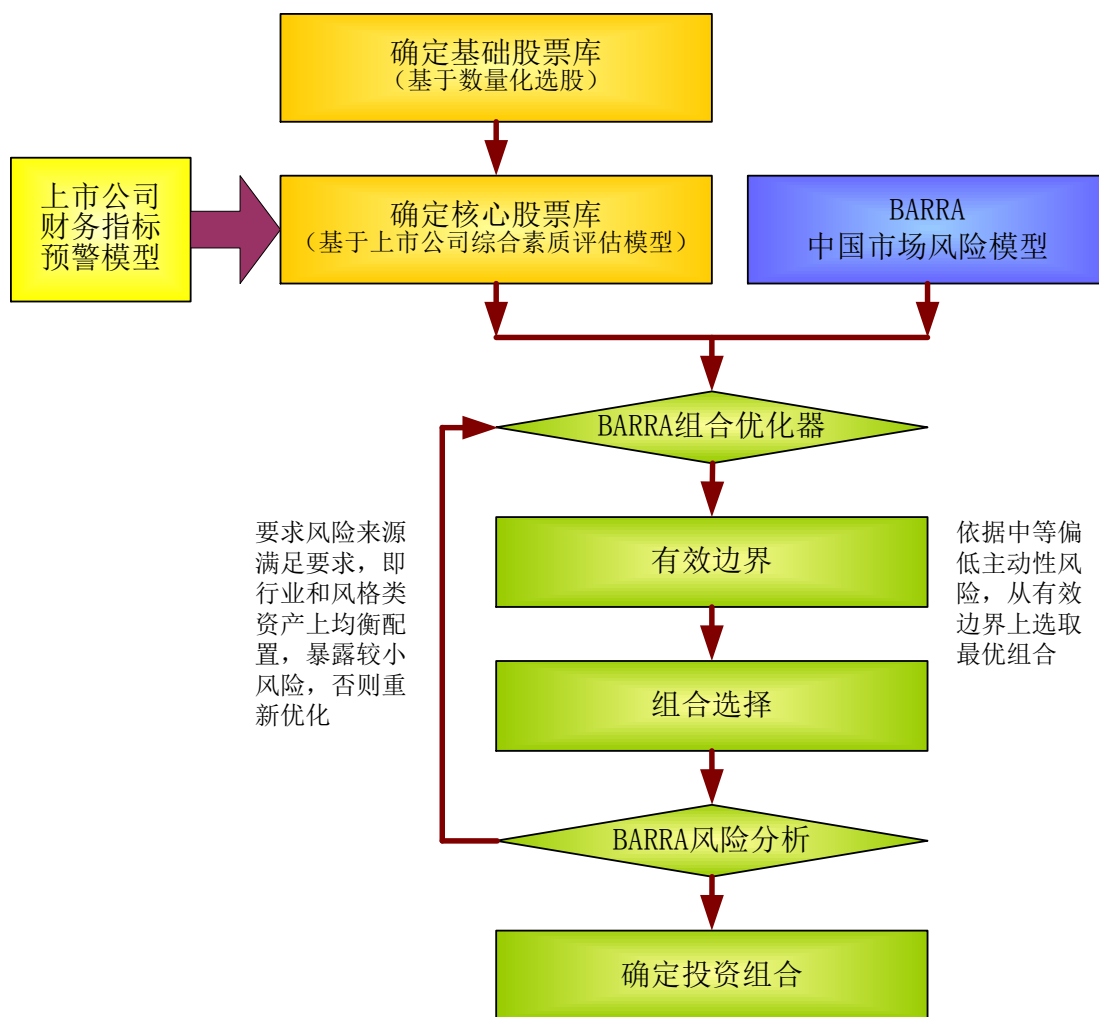 确定基础股票库
（基于数量化选股）
上市公司
财务指标
预警模型
确定核心股票库
（基于上市公司综合素质评估模型）
BARRA
中国市场风险模型
BARRA组合优化器
要求风险来源
满足要求，即
行业和风格类
资产上均衡配
置，暴露较小
风险，否则重
新优化
有效边界
依据中等偏
低主动性风
险，从有效
边界上选取
最优组合
组合选择
BARRA风险分析
确定投资组合